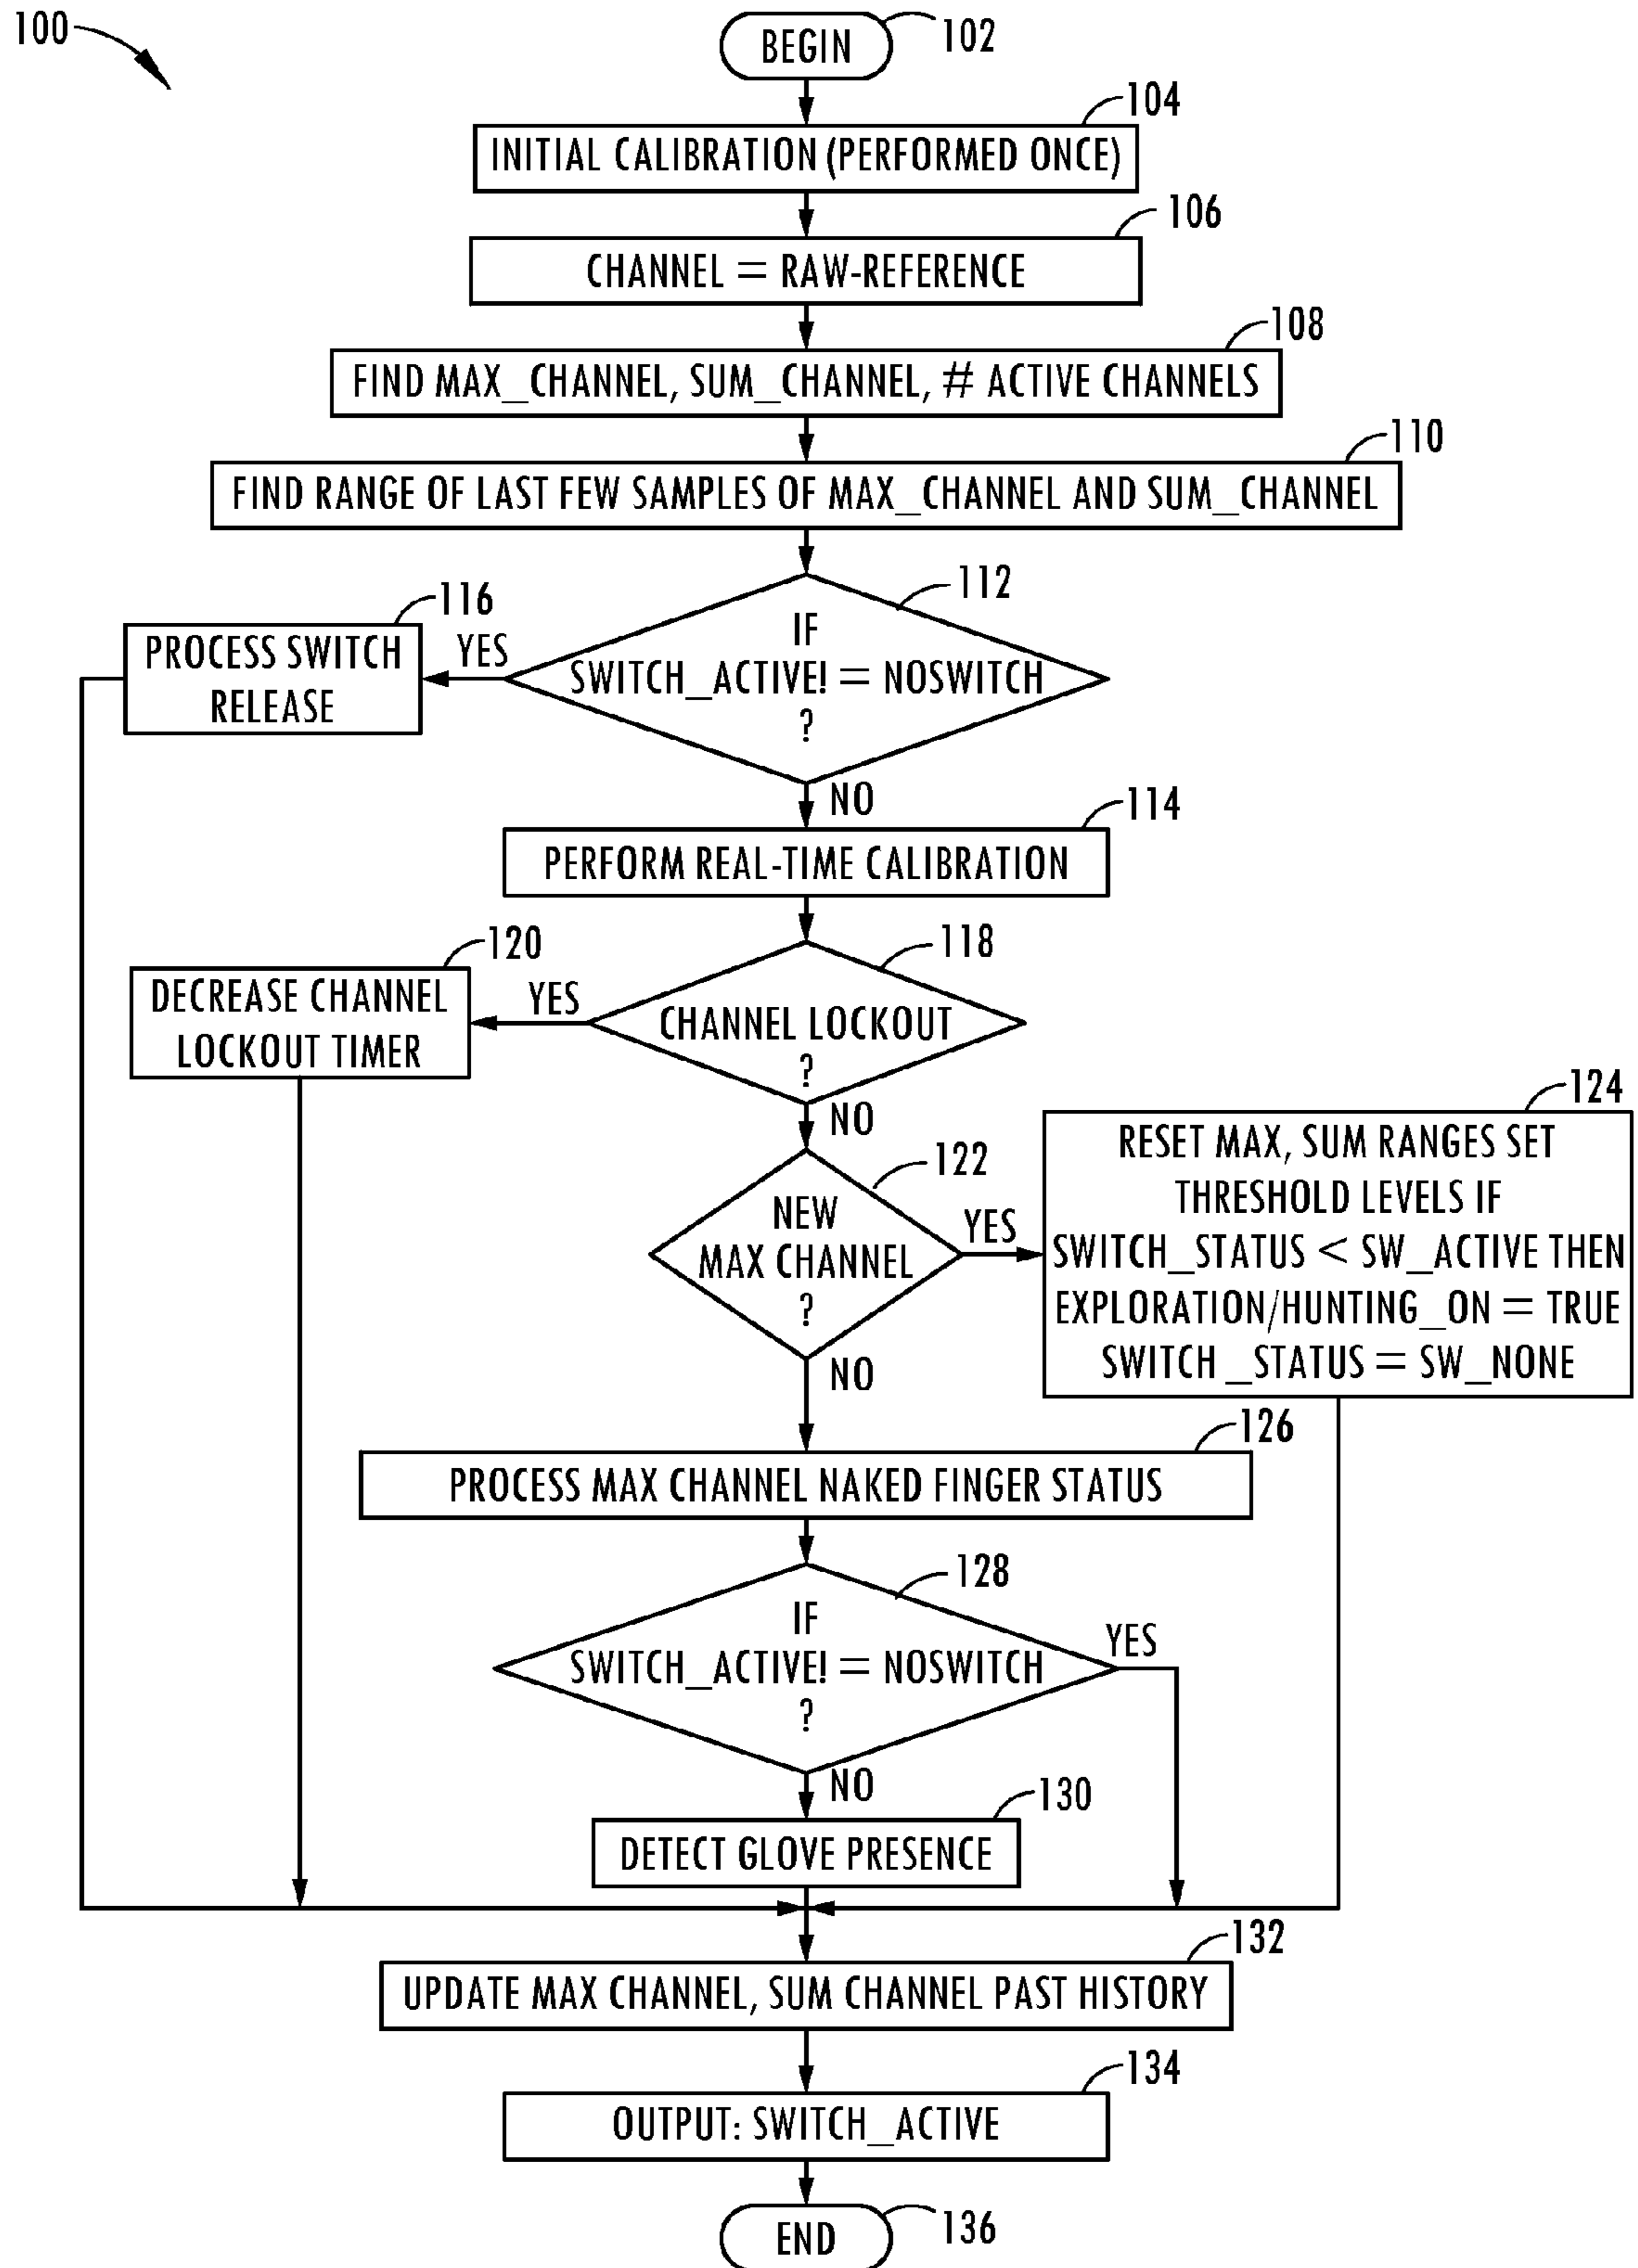 100
BEGIN
102
104
INITIAL CALIBRATION (PERFORMED ONCE)
106
CHANNEL = RAW-REFERENCE
108
FIND MAX_CHANNEL, SUM_CHANNEL, # ACTIVE CHANNELS
110
FIND RANGE OF LAST FEW SAMPLES OF MAX_CHANNEL AND SUM_CHANNEL
112
IF
SWITCH_ACTIVE! = NOSWITCH
?
YES
116
PROCESS SWITCH
RELEASE
NO
114
PERFORM REAL-TIME CALIBRATION
118
CHANNEL LOCKOUT
?
YES
120
DECREASE CHANNEL
LOCKOUT TIMER
NO
122
NEW
MAX CHANNEL
?
YES
124
RESET MAX, SUM RANGES SET
THRESHOLD LEVELS IF
SWITCH_STATUS < SW_ACTIVE THEN
EXPLORATION/HUNTING_ON = TRUE
SWITCH _STATUS = SW_NONE
NO
126
PROCESS MAX CHANNEL NAKED FINGER STATUS
128
IF
SWITCH_ACTIVE! = NOSWITCH
?
YES
NO
130
DETECT GLOVE PRESENCE
132
UPDATE MAX CHANNEL, SUM CHANNEL PAST HISTORY
134
OUTPUT: SWITCH_ACTIVE
END
136